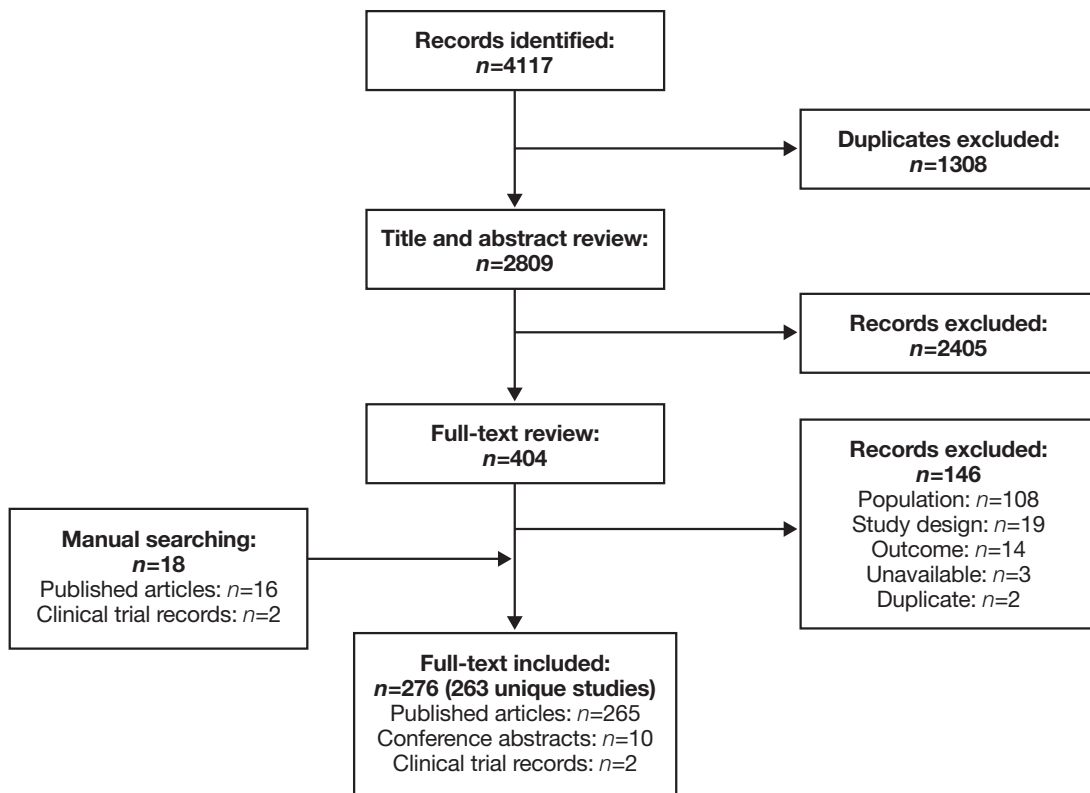 Records identified:
n=4117
Duplicates excluded:
n=1308
Title and abstract review:
n=2809
Records excluded:
n=2405
Full-text review:
n=404
Records excluded:
n=146
Population: n=108
Study design: n=19
Outcome: n=14
Unavailable: n=3
Duplicate: n=2
Manual searching:
n=18
Published articles: n=16
Clinical trial records: n=2
Full-text included:
n=276 (263 unique studies)
Published articles: n=265
Conference abstracts: n=10
Clinical trial records: n=2